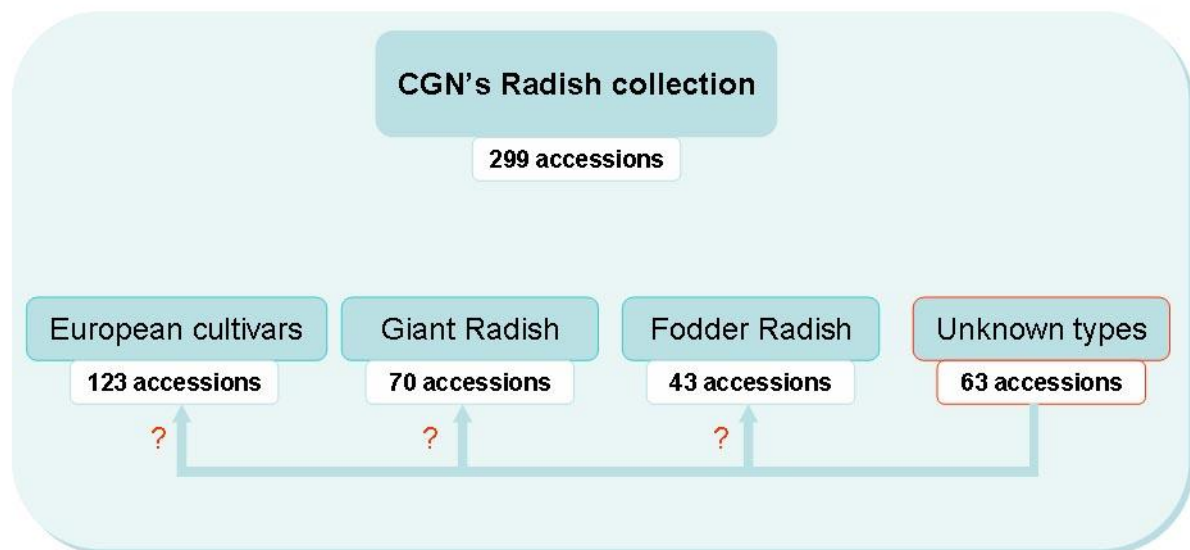 CGN's Radish collection
299 accessions
European cultivars
Giant Radish
Fodder Radish
Unknown types
123 accessions
70 accessions
43 accessions
63 accessions
?
?
?